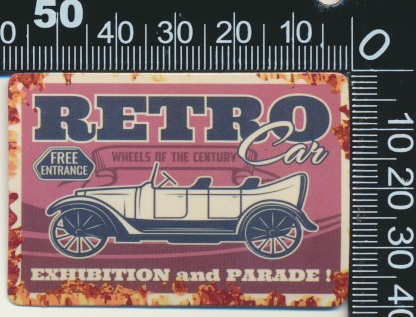 50
0 40 30 20 10 0
RETRO
Car
FREE
ENTRANCE
WHEELS OF THE CENTURY
EXHIBITION and PARADE !
10
20
30
40